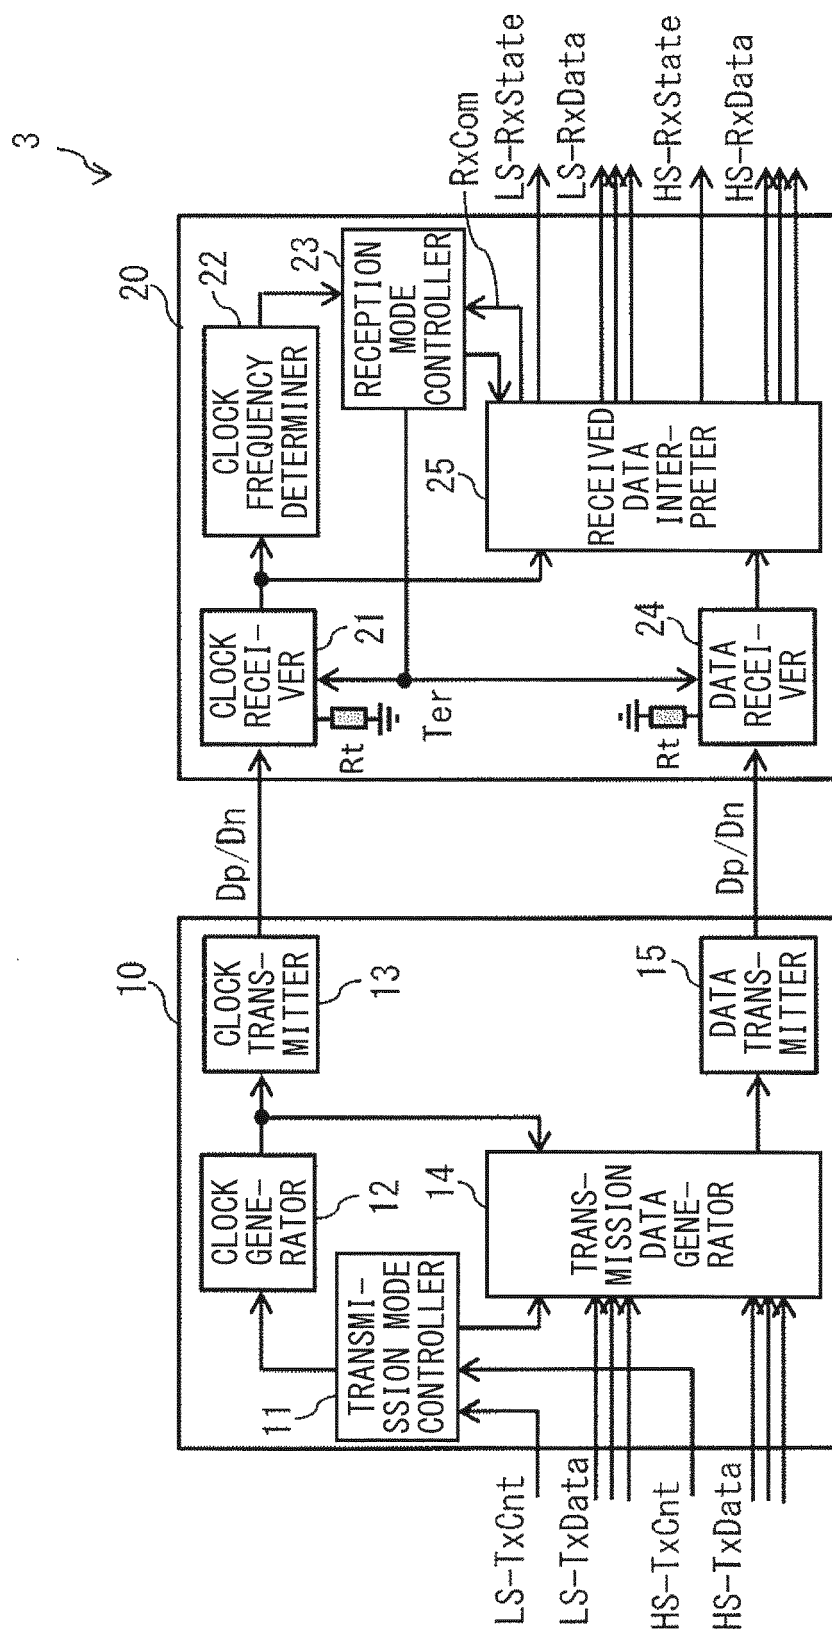 3
10
20
LS-TxCnt
LS-TxData
HS-TxCnt
HS-TxData
11
TRANSMI-
SSION MODE
CONTROLLER
CLOCK
GENE-
RATOR
12
14
TRANS-
MISSION
DATA
GENE-
RATOR
CLOCK
TRANS-
MITTER
13
15
DATA
TRANS-
MITTER
Dp/Dn
Dp/Dn
CLOCK
RECEI-
VER
21
Rt
Ter
Rt
24
DATA
RECEI-
VER
22
CLOCK
FREQUENCY
DETERMINER
23
RECEPTION
MODE
CONTROLLER
25
RECEIVED
DATA
INTER-
PRETER
RxCom
LS-RxState
LS-RxData
HS-RxState
HS-RxData